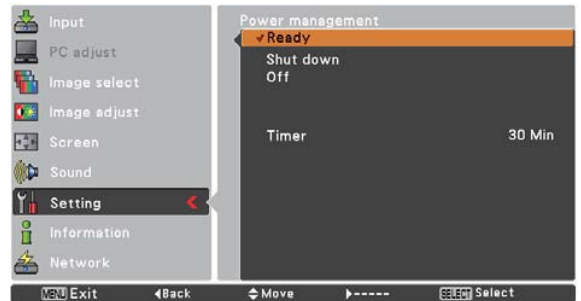 Input
PC adjust
Image select
Image adjust
Screen
Sound
Setting
Information
Network
Power management
Ready
Shut down
Off
Timer 30 Min
MENU Exit Back Move ----- SELECT Select